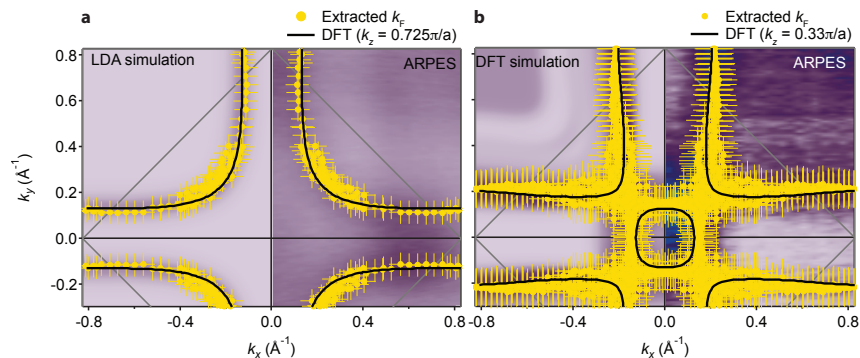 a
Extracted kF
DFT (kz = 0.725π/a)
LDA simulation
ARPES
0.8
0.6
0.4
0.2
0.0
-0.2
ky (Å-1)
-0.8
-0.4
0.0
0.4
0.8
kx (Å-1)
b
Extracted kF
DFT (kz = 0.33π/a)
DFT simulation
ARPES
-0.8
-0.4
0.0
0.4
0.8
kx (Å-1)